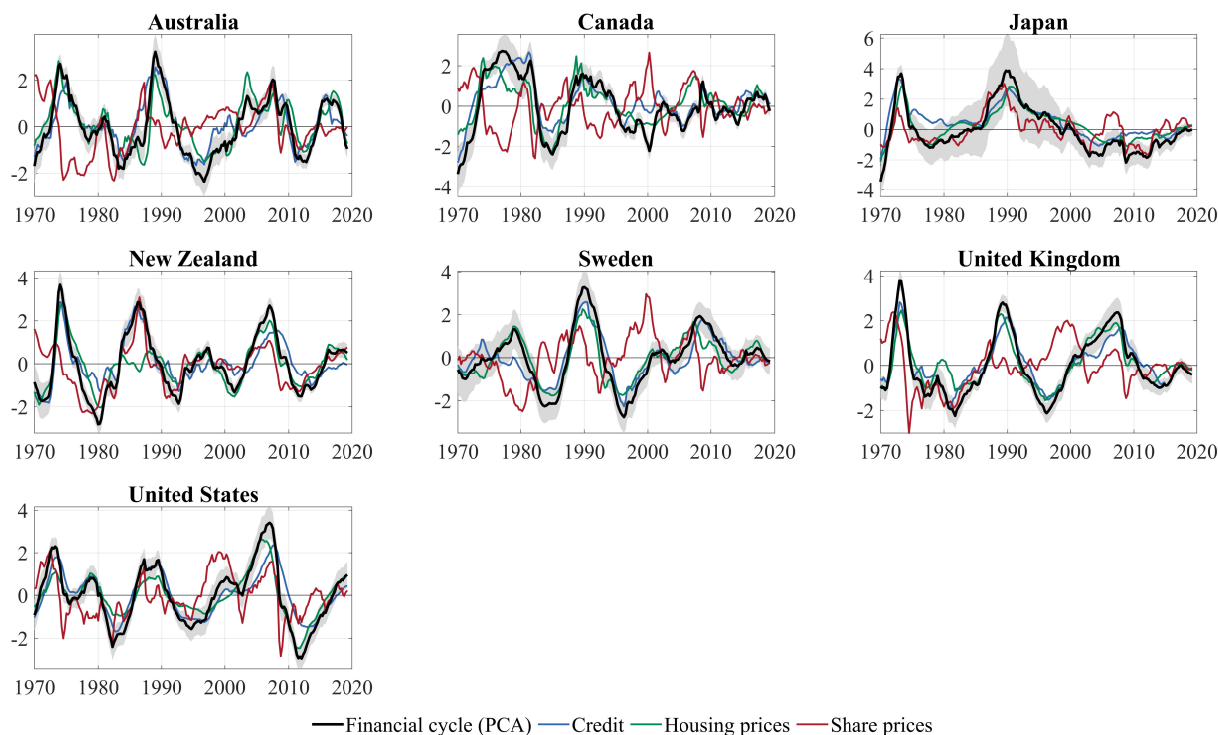 Australia
2
0
-2
1970 1980 1990 2000 2010 2020
Canada
4
2
0
-2
-4
1970 1980 1990 2000 2010 2020
Japan
6
4
2
0
-2
-4
1970 1980 1990 2000 2010 2020
New Zealand
4
2
0
-2
1970 1980 1990 2000 2010 2020
Sweden
4
2
0
-2
1970 1980 1990 2000 2010 2020
United Kingdom
4
2
0
-2
1970 1980 1990 2000 2010 2020
United States
4
2
0
-2
1970 1980 1990 2000 2010 2020
Financial cycle (PCA) Credit Housing prices Share prices